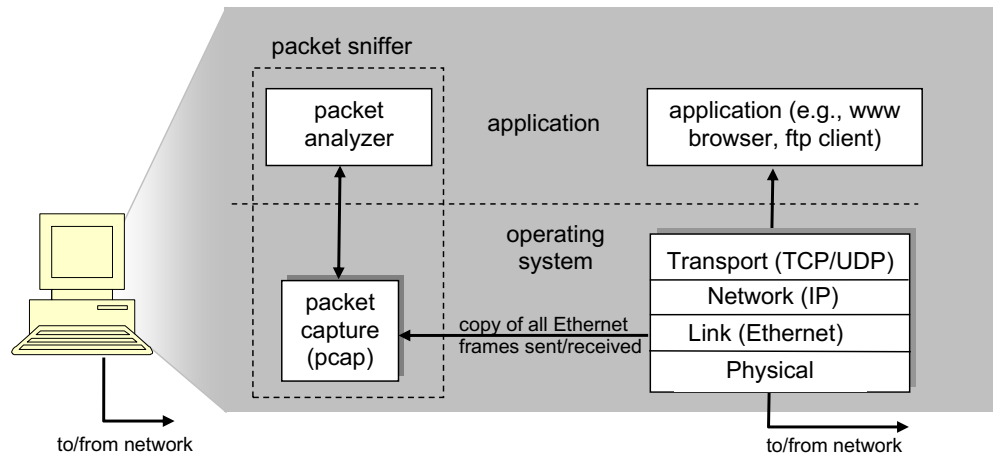 packet sniffer
packet
analyzer
application
application (e.g., www
browser, ftp client)
operating
system
packet
capture
(pcap)
copy of all Ethernet
frames sent/received
Transport (TCP/UDP)
Network (IP)
Link (Ethernet)
Physical
to/from network
to/from network